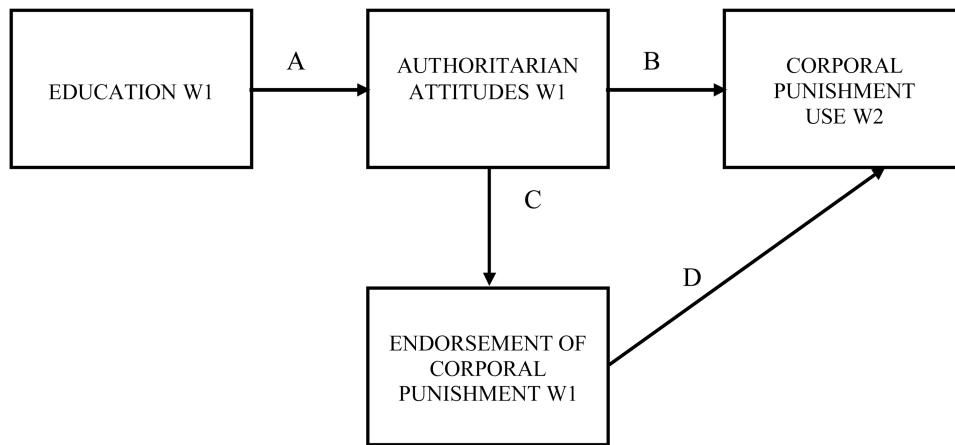 EDUCATION W1
A
AUTHORITARIAN
ATTITUDES W1
B
CORPORAL
PUNISHMENT
USE W2
C
D
ENDORSEMENT OF
CORPORAL
PUNISHMENT W1